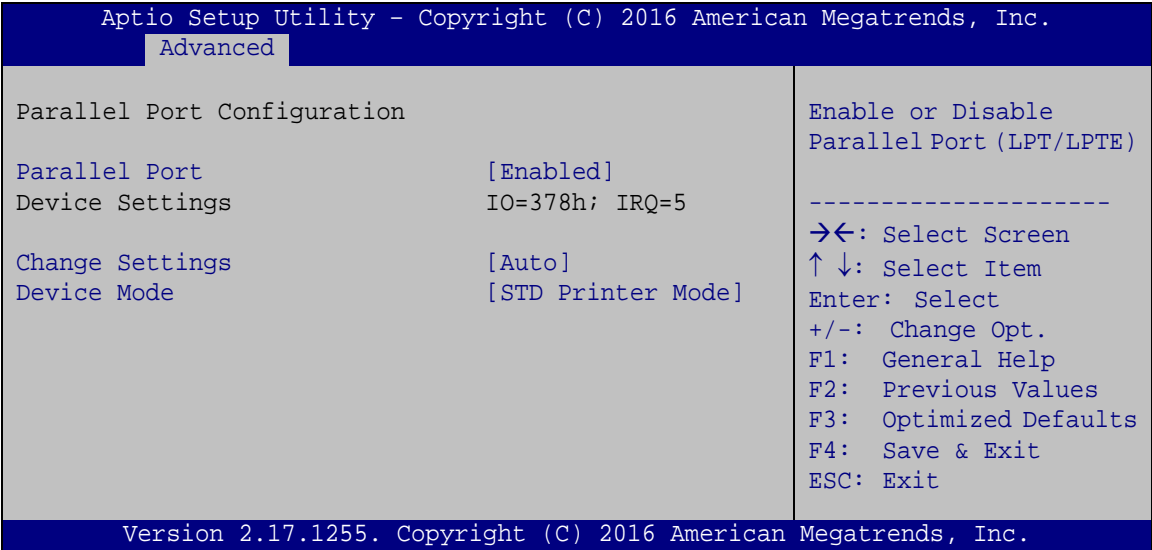 Aptio Setup Utility – Copyright (C) 2016 American Megatrends, Inc.
Advanced
Parallel Port Configuration
Parallel Port [Enabled]
Device Settings IO=378h; IRQ=5
Change Settings [Auto]
Device Mode [STD Printer Mode]
Enable or Disable
Parallel Port (LPT/LPTE)
---------------------
→←: Select Screen
↑ ↓: Select Item
Enter: Select
+/-: Change Opt.
F1: General Help
F2: Previous Values
F3: Optimized Defaults
F4: Save & Exit
ESC: Exit
Version 2.17.1255. Copyright (C) 2016 American Megatrends, Inc.